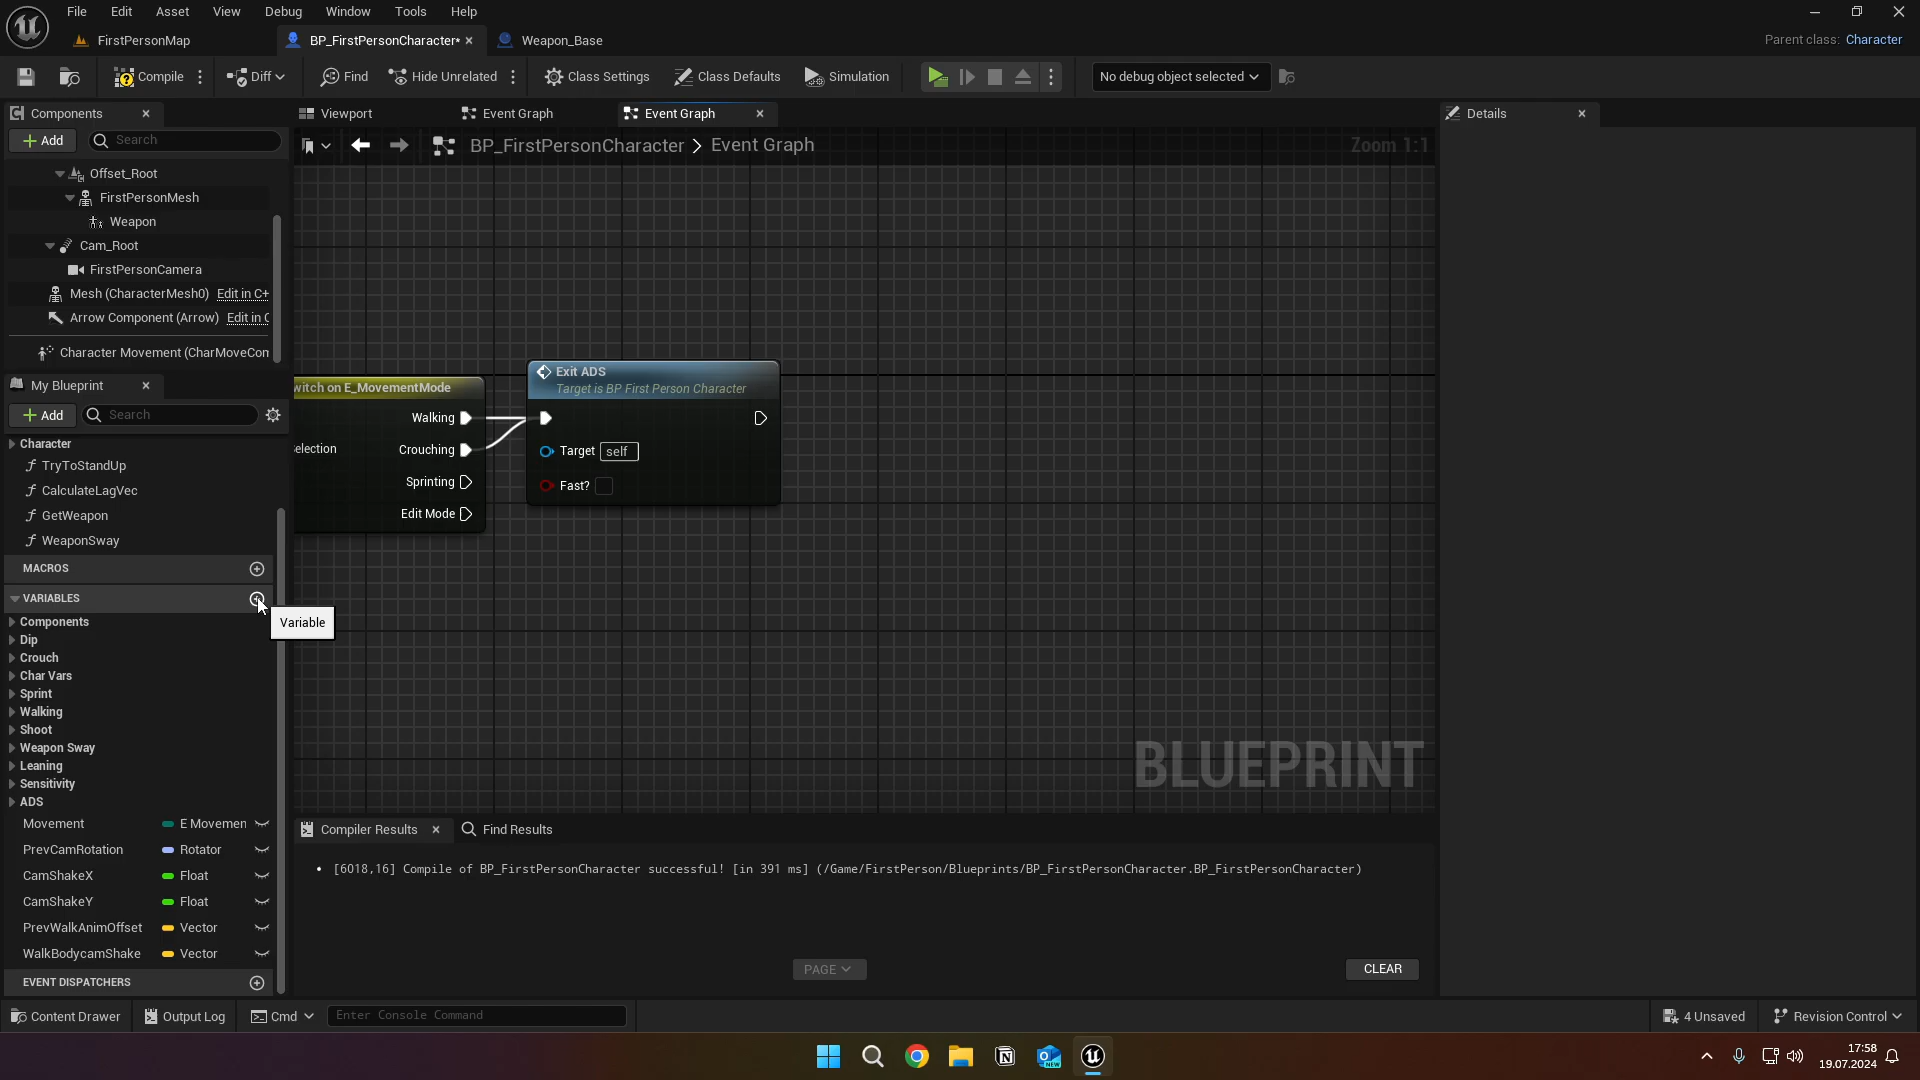 File Edit Asset View Debug Window Tools Help
FirstPersonMap BP_FirstPersonCharacter* Weapon_Base
Parent class: Character
Compile Diff Find Hide Unrelated Class Settings Class Defaults Simulation No debug object selected
Components
Add Search
Offset_Root
FirstPersonMesh
Weapon
Cam_Root
FirstPersonCamera
Mesh (CharacterMesh0) Edit in C+
Arrow Component (Arrow) Edit in C
Character Movement (CharMoveCom
My Blueprint
Add Search
Character
TryToStandUp
CalculateLagVec
GetWeapon
WeaponSway
MACROS
VARIABLES
Variable
Components
Dip
Crouch
Char Vars
Sprint
Walking
Shoot
Weapon Sway
Leaning
Sensitivity
ADS
Movement E Movemen
PrevCamRotation Rotator
CamShakeX Float
CamShakeY Float
PrevWalkAnimOffset Vector
WalkBodycamShake Vector
EVENT DISPATCHERS
Viewport Event Graph Event Graph
BP_FirstPersonCharacter > Event Graph
Zoom 1:1
witch on E_MovementMode
Walking
election
Crouching
Sprinting
Edit Mode
Exit ADS
Target is BP First Person Character
Target self
Fast?
BLUEPRINT
Compiler Results Find Results
[6018,16] Compile of BP_FirstPersonCharacter successful! [in 391 ms] (/Game/FirstPerson/Blueprints/BP_FirstPersonCharacter.BP_FirstPersonCharacter)
PAGE
CLEAR
Details
Content Drawer Output Log Cmd Enter Console Command 4 Unsaved Revision Control
17:58
19.07.2024